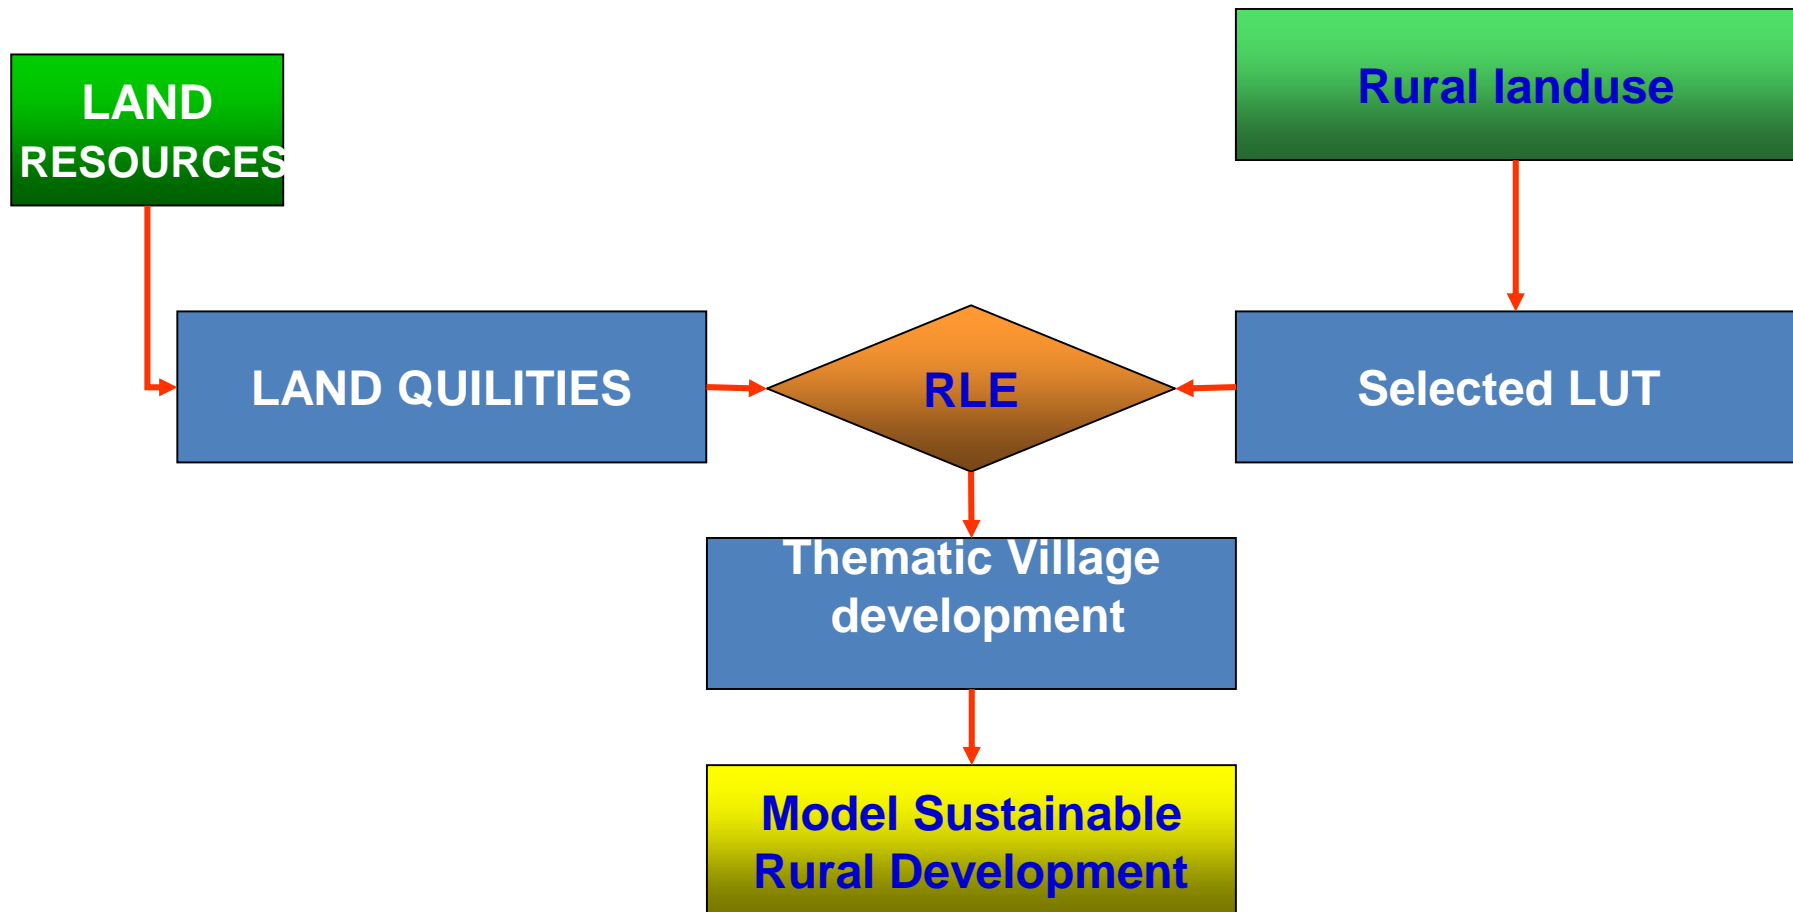 LAND
RESOURCES
Rural landuse
LAND QUILITIES
RLE
Selected LUT
Thematic Village
development
Model Sustainable
Rural Development